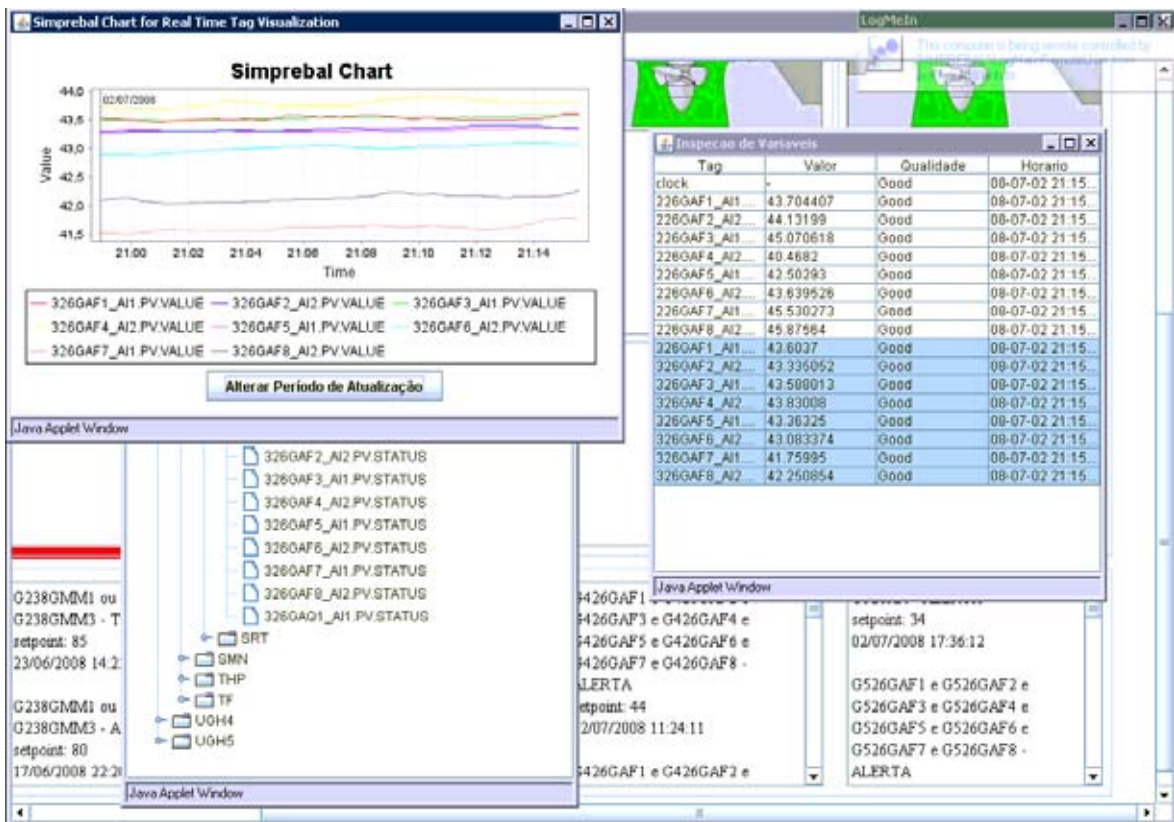 Simprebal Chart for Real Time Tag Visualization
Simprebal Chart
02/07/2008
44,0
43,5
43,0
42,5
42,0
41,5
Value
21:00 21:02 21:04 21:06 21:08 21:10 21:12 21:14
Time
326GAF1_AI1.PV.VALUE 326GAF2_AI2.PV.VALUE 326GAF3_AI1.PV.VALUE
326GAF4_AI2.PV.VALUE 326GAF5_AI1.PV.VALUE 326GAF6_AI2.PV.VALUE
326GAF7_AI1.PV.VALUE 326GAF8_AI2.PV.VALUE
Alterar Período de Atualização
Java Applet Window
LogMeIn
This computer is being remote controlled by
Inspecao de Variaveis
Tag Valor Qualidade Horario
clock - Good 08-07-02 21:15...
226GAF1_AI1.... 43.704407 Good 08-07-02 21:15...
226GAF2_AI2... 44.13199 Good 08-07-02 21:15...
226GAF3_AI1.... 45.070618 Good 08-07-02 21:15...
226GAF4_AI2... 40.4682 Good 08-07-02 21:15...
226GAF5_AI1.... 42.50293 Good 08-07-02 21:15...
226GAF6_AI2... 43.639526 Good 08-07-02 21:15...
226GAF7_AI1.... 45.530273 Good 08-07-02 21:15...
226GAF8_AI2... 45.87564 Good 08-07-02 21:15...
326GAF1_AI1.... 43.6037 Good 08-07-02 21:15...
326GAF2_AI2... 43.335052 Good 08-07-02 21:15...
326GAF3_AI1.... 43.588013 Good 08-07-02 21:15...
326GAF4_AI2... 43.83008 Good 08-07-02 21:15...
326GAF5_AI1.... 43.36325 Good 08-07-02 21:15...
326GAF6_AI2... 43.083374 Good 08-07-02 21:15...
326GAF7_AI1.... 41.75995 Good 08-07-02 21:15...
326GAF8_AI2... 42.250854 Good 08-07-02 21:15...
Java Applet Window
326GAF2_AI2.PV.STATUS
326GAF3_AI1.PV.STATUS
326GAF4_AI2.PV.STATUS
326GAF5_AI1.PV.STATUS
326GAF6_AI2.PV.STATUS
326GAF7_AI1.PV.STATUS
326GAF8_AI2.PV.STATUS
326GAQ1_AI1.PV.STATUS
SRT
SMN
THP
TF
UGH4
UGH5
Java Applet Window
G238GMM1 ou
G238GMM3 - T
setpoint: 85
23/06/2008 14:2
G238GMM1 ou
G238GMM3 - A
setpoint: 80
17/06/2008 22:2
426GAF3 e G426GAF4 e
426GAF5 e G426GAF6 e
426GAF7 e G426GAF8 -
ALERTA
etpoint: 44
2/07/2008 11:24:11
426GAF1 e G426GAF2 e
setpoint: 34
02/07/2008 17:36:12
G526GAF1 e G526GAF2 e
G526GAF3 e G526GAF4 e
G526GAF5 e G526GAF6 e
G526GAF7 e G526GAF8 -
ALERTA